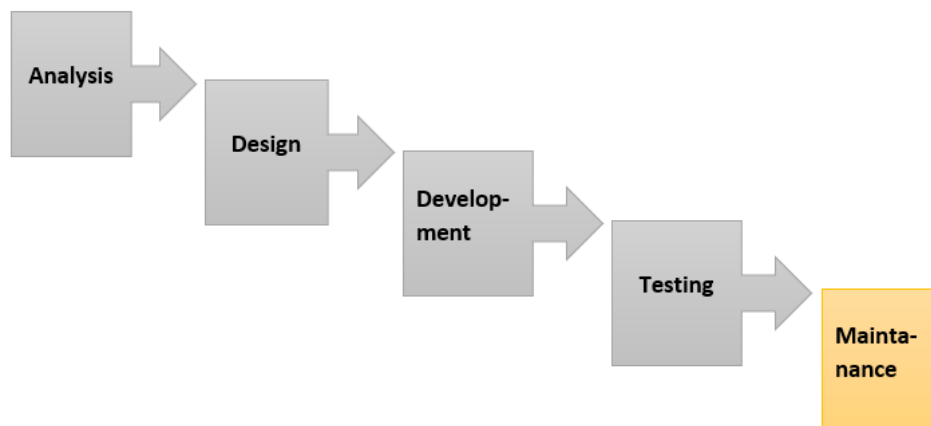 Analysis
Design
Develop-
ment
Testing
Mainta-
nance